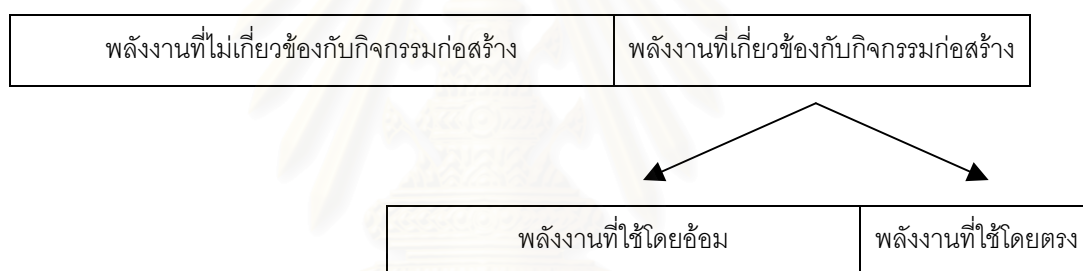 พลังงานที่ไม่เกี่ยวข้องกับกิจกรรมก่อสร้าง พลังงานที่เกี่ยวข้องกับกิจกรรมก่อสร้าง
พลังงานที่ใช้โดยอ้อม พลังงานที่ใช้โดยตรง